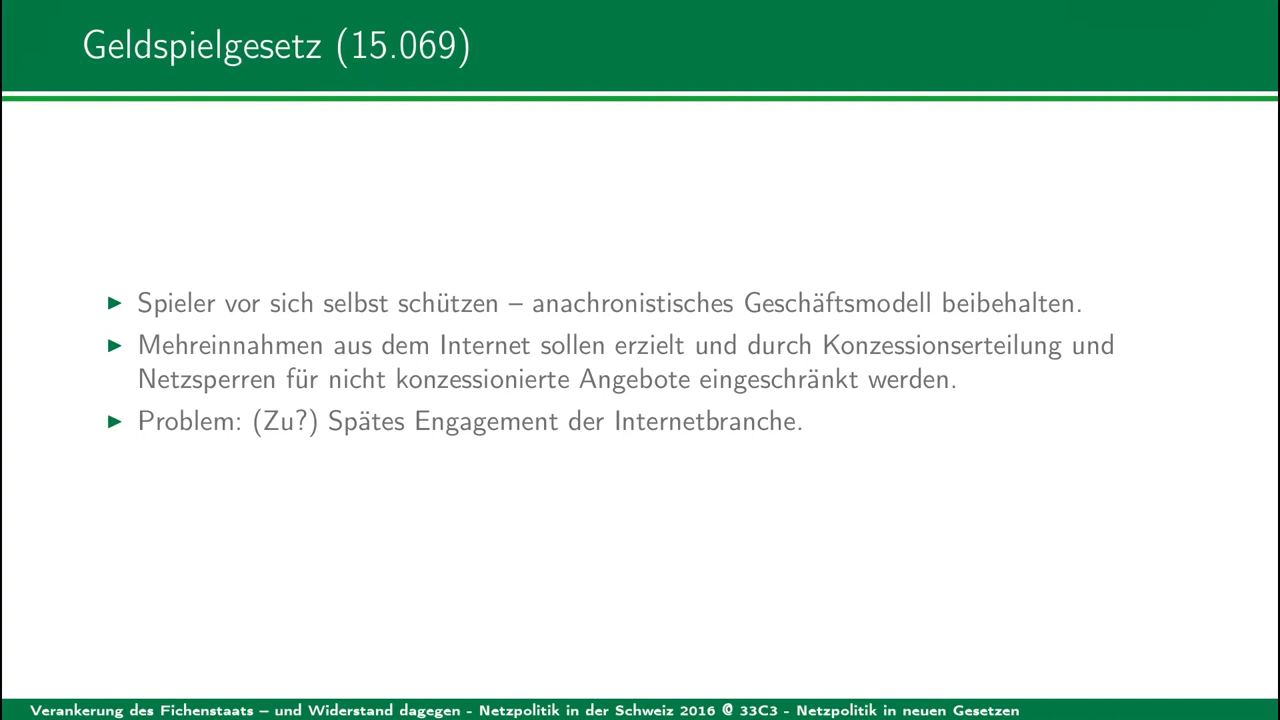 Geldspielgesetz (15.069)
Spieler vor sich selbst schützen – anachronistisches Geschäftsmodell beibehalten.
Mehreinnahmen aus dem Internet sollen erzielt und durch Konzessionserteilung und
Netzsperren für nicht konzessionierte Angebote eingeschränkt werden.
Problem: (Zu?) Spätes Engagement der Internetbranche.
Verankerung des Fichenstaats – und Widerstand dagegen - Netzpolitik in der Schweiz 2016 @ 33C3 - Netzpolitik in neuen Gesetzen